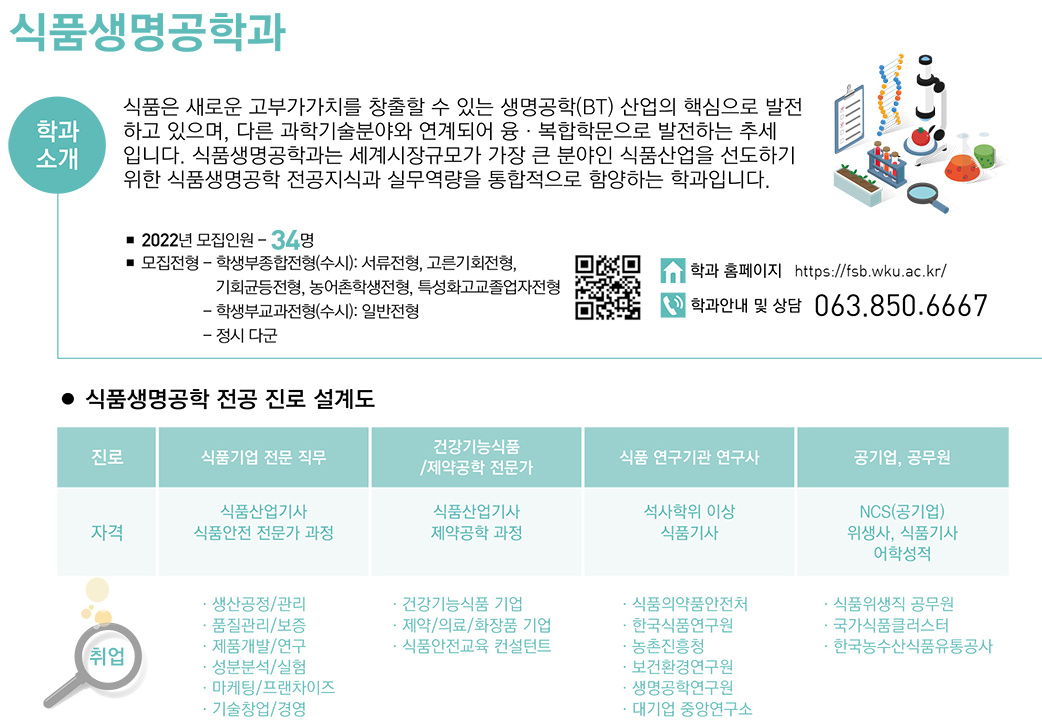 식품생명공학과
학과
소개
식품은 새로운 고부가가치를 창출할 수 있는 생명공학(BT) 산업의 핵심으로 발전
하고 있으며, 다른 과학기술분야와 연계되어 융 · 복합학문으로 발전하는 추세
입니다. 식품생명공학과는 세계시장규모가 가장 큰 분야인 식품산업을 선도하기
위한 식품생명공학 전공지식과 실무역량을 통합적으로 함양하는 학과입니다.
■ 2022년 모집인원 – 34명
■ 모집전형 – 학생부종합전형(수시): 서류전형, 고른기회전형,
기회균등전형, 농어촌학생전형, 특성화고교졸업자전형
– 학생부교과전형(수시): 일반전형
– 정시 다군
학과 홈페이지 https://fsb.wku.ac.kr/
학과안내 및 상담 063.850.6667
● 식품생명공학 전공 진로 설계도
진로
식품기업 전문 직무
건강기능식품
/제약공학 전문가
식품 연구기관 연구사
공기업, 공무원
자격
식품산업기사
식품안전 전문가 과정
식품산업기사
제약공학 과정
석사학위 이상
식품기사
NCS(공기업)
위생사, 식품기사
어학성적
취업
· 생산공정/관리
· 품질관리/보증
· 제품개발/연구
· 성분분석/실험
· 마케팅/프랜차이즈
· 기술창업/경영
· 건강기능식품 기업
· 제약/의료/화장품 기업
· 식품안전교육 컨설턴트
· 식품의약품안전처
· 한국식품연구원
· 농촌진흥청
· 보건환경연구원
· 생명공학연구원
· 대기업 중앙연구소
· 식품위생직 공무원
· 국가식품클러스터
· 한국농수산식품유통공사